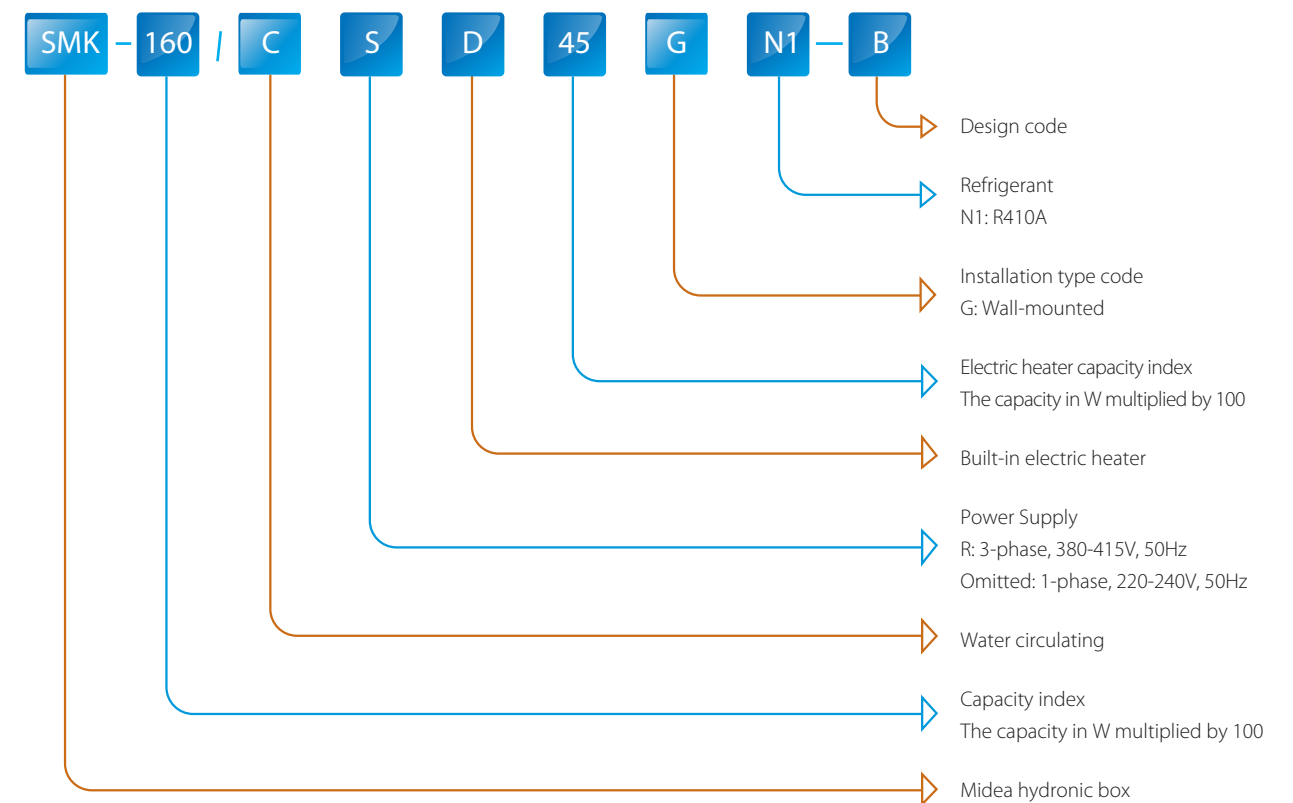 SMK – 160 / C S D 45 G N1 — B
Design code
Refrigerant
N1: R410A
Installation type code
G: Wall-mounted
Electric heater capacity index
The capacity in W multiplied by 100
Built-in electric heater
Power Supply
R: 3-phase, 380-415V, 50Hz
Omitted: 1-phase, 220-240V, 50Hz
Water circulating
Capacity index
The capacity in W multiplied by 100
Midea hydronic box